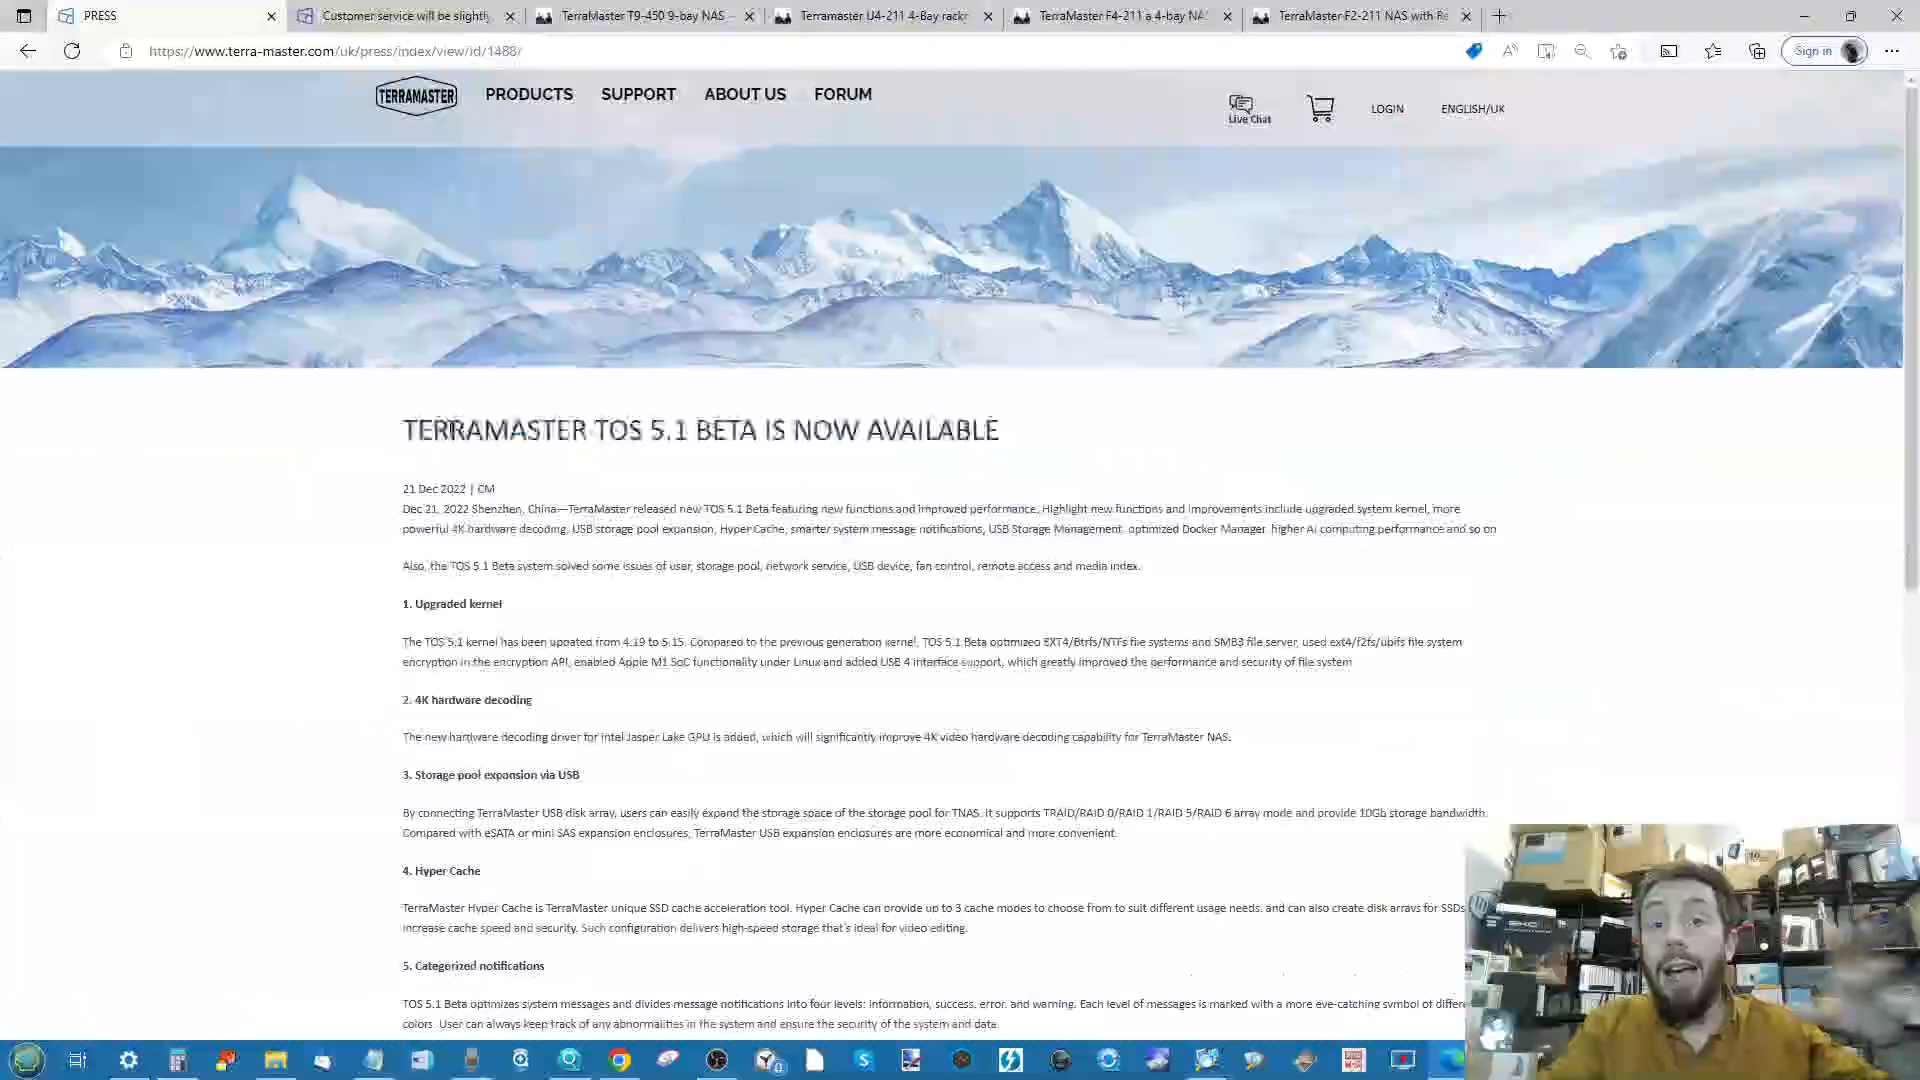 PRESS
Customer service will be slightly
TerraMaster T9-450 9-bay NAS –
Terramaster U4-211 4-Bay rackr
TerraMaster F4-211 a 4-bay NAS
TerraMaster F2-211 NAS with Re
https://www.terra-master.com/uk/press/index/view/id/1488/
Sign in
TERRAMASTER
PRODUCTS
SUPPORT
ABOUT US
FORUM
Live Chat
LOGIN
ENGLISH/UK
TERRAMASTER TOS 5.1 BETA IS NOW AVAILABLE
21 Dec 2022 | CM
Dec 21, 2022 Shenzhen, China—TerraMaster released new TOS 5.1 Beta featuring new functions and improved performance. Highlight new functions and improvements include upgraded system kernel, more
powerful 4K hardware decoding, USB storage pool expansion, Hyper Cache, smarter system message notifications, USB Storage Management, optimized Docker Manager, higher AI computing performance and so on
Also, the TOS 5.1 Beta system solved some issues of user, storage pool, network service, USB device, fan control, remote access and media index.
1. Upgraded kernel
The TOS 5.1 kernel has been updated from 4.19 to 5.15. Compared to the previous generation kernel, TOS 5.1 Beta optimized EXT4/Btrfs/NTFs file systems and SMB3 file server, used ext4/f2fs/ubifs file system
encryption in the encryption API, enabled Apple M1 SoC functionality under Linux and added USB 4 interface support, which greatly improved the performance and security of file system
2. 4K hardware decoding
The new hardware decoding driver for Intel Jasper Lake GPU is added, which will significantly improve 4K video hardware decoding capability for TerraMaster NAS.
3. Storage pool expansion via USB
By connecting TerraMaster USB disk array, users can easily expand the storage space of the storage pool for TNAS. It supports TRAID/RAID 0/RAID 1/RAID 5/RAID 6 array mode and provide 10Gb storage bandwidth.
Compared with eSATA or mini SAS expansion enclosures, TerraMaster USB expansion enclosures are more economical and more convenient.
4. Hyper Cache
TerraMaster Hyper Cache is TerraMaster unique SSD cache acceleration tool. Hyper Cache can provide up to 3 cache modes to choose from to suit different usage needs, and can also create disk arrays for SSDs
increase cache speed and security. Such configuration delivers high-speed storage that's ideal for video editing.
5. Categorized notifications
TOS 5.1 Beta optimizes system messages and divides message notifications into four levels: information, success, error, and warning. Each level of messages is marked with a more eye-catching symbol of differe
colors. User can always keep track of any abnormalities in the system and ensure the security of the system and data